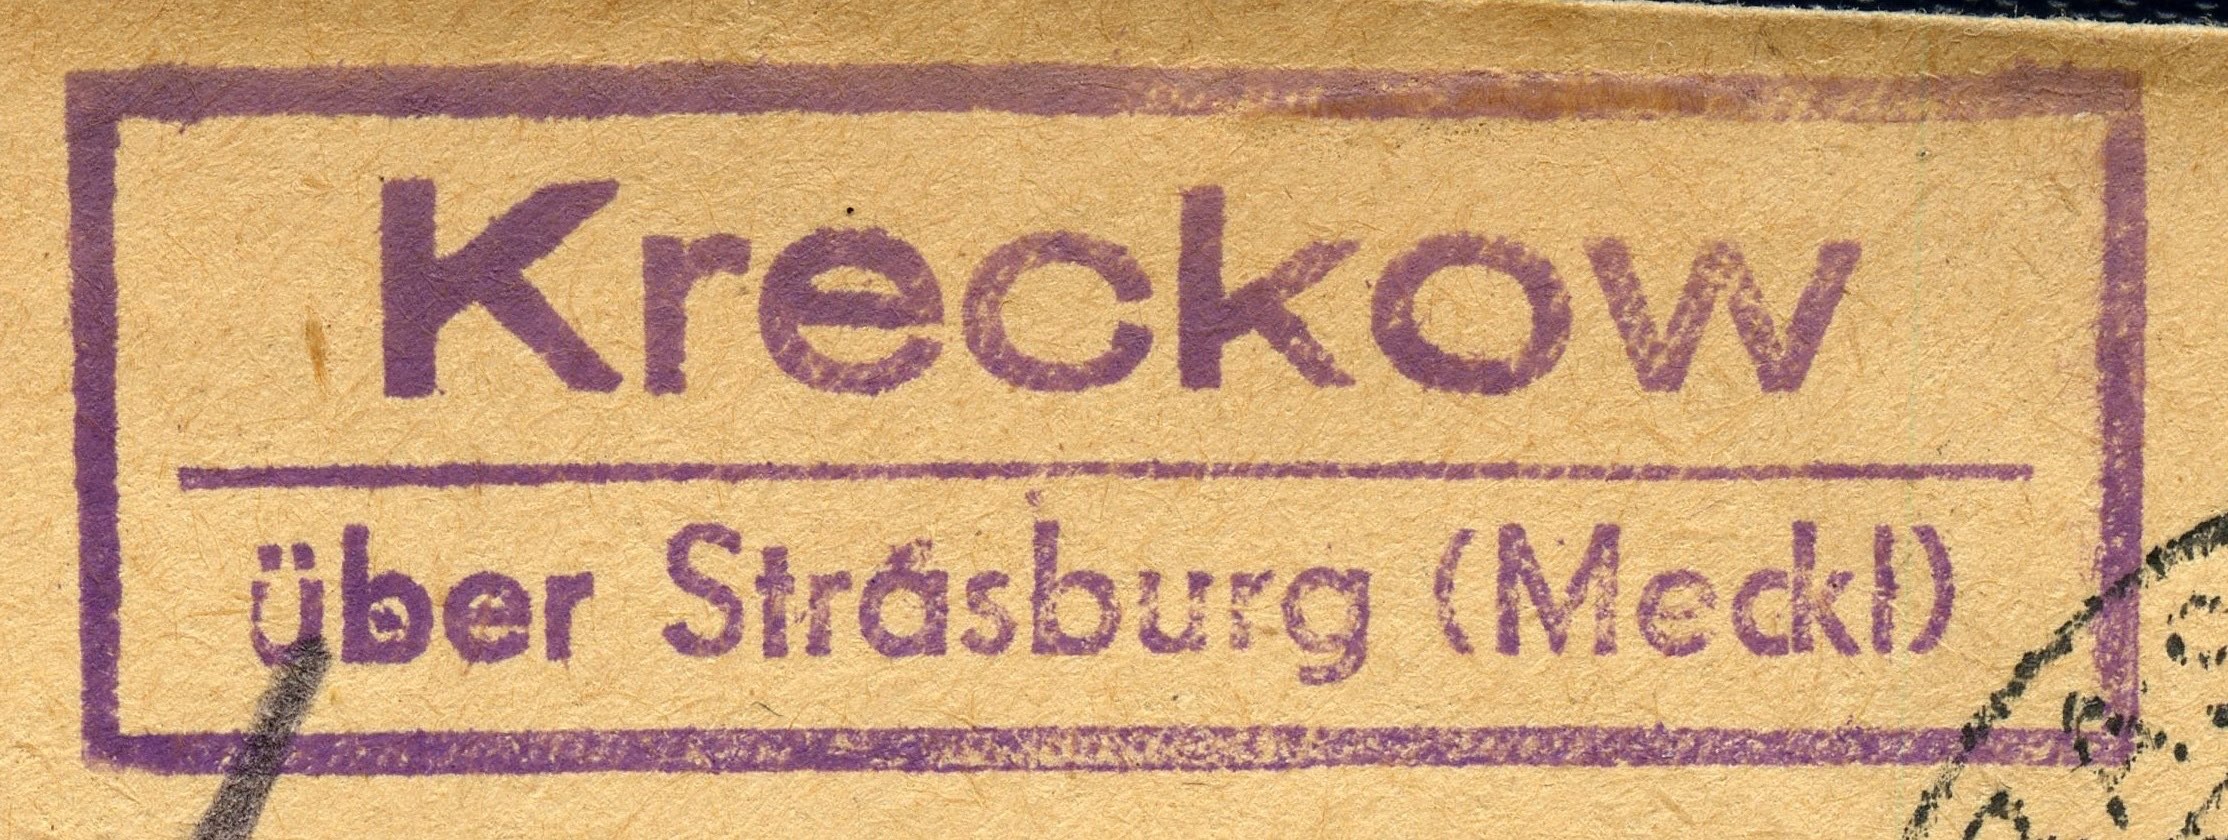 Kreckow
über Strasburg (Meckl)